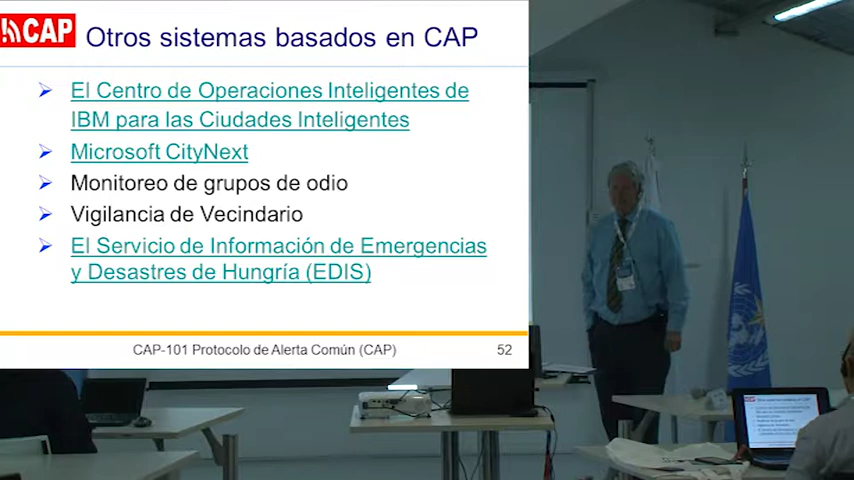 CAP
Otros sistemas basados en CAP
El Centro de Operaciones Inteligentes de
IBM para las Ciudades Inteligentes
Microsoft CityNext
Monitoreo de grupos de odio
Vigilancia de Vecindario
El Servicio de Información de Emergencias
y Desastres de Hungría (EDIS)
CAP-101 Protocolo de Alerta Común (CAP)
52